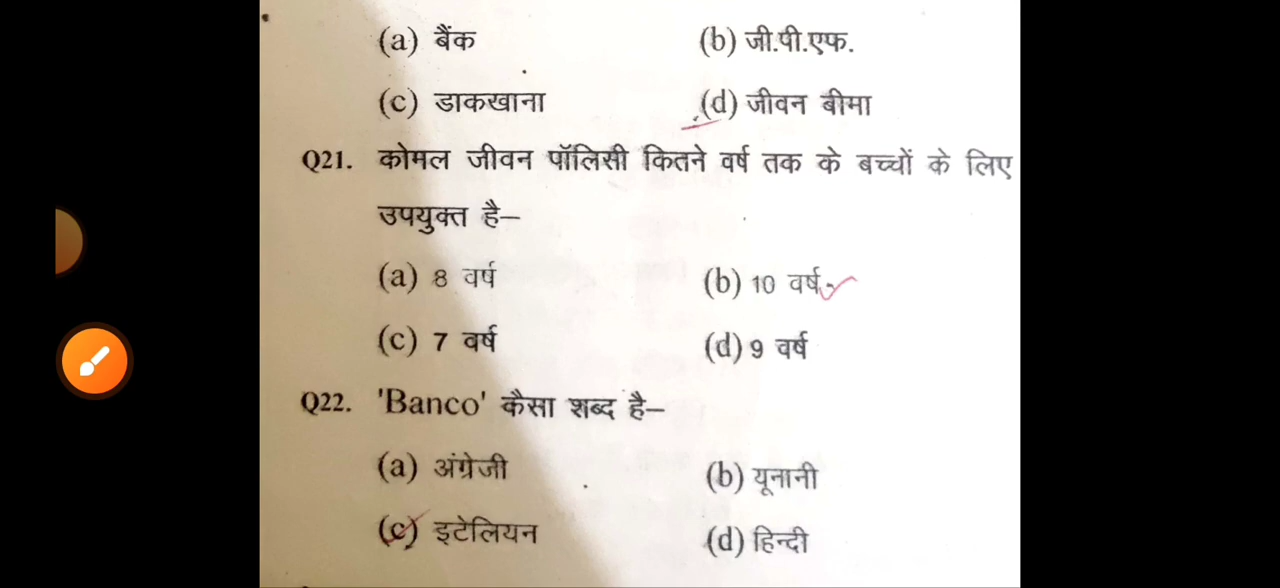 (a) बैंक (b) जी.पी.एफ.
(c) डाकखाना (d) जीवन बीमा
Q21. कोमल जीवन पॉलिसी कितने वर्ष तक के बच्चों के लिए
उपयुक्त है–
(a) 8 वर्ष (b) 10 वर्ष
(c) 7 वर्ष (d) 9 वर्ष
Q22. 'Banco' कैसा शब्द है–
(a) अंग्रेजी (b) यूनानी
(c) इटेलियन (d) हिन्दी